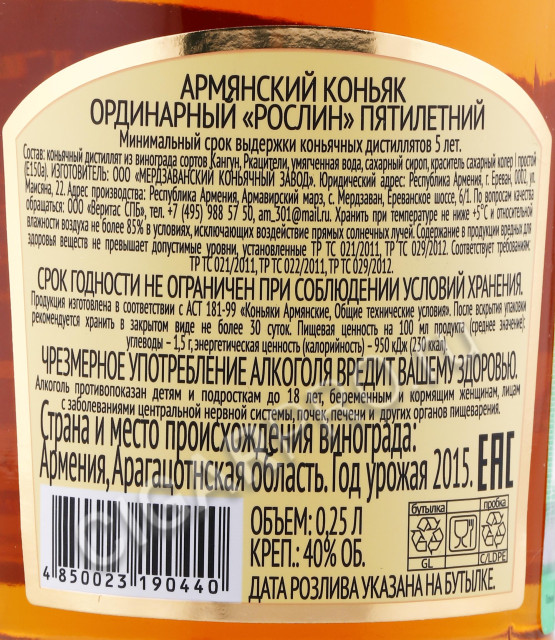 АРМЯНСКИЙ КОНЬЯК
ОРДИНАРНЫЙ «РОСЛИН» ПЯТИЛЕТНИЙ
Минимальный срок выдержки коньячных дистиллятов 5 лет.
Состав: коньячный дистиллят из винограда сортов Кангун, Ркацители, умягченная вода, сахарный сироп, краситель сахарный колер I простой
(E150a). ИЗГОТОВИТЕЛЬ: ООО «МЕРДЗАВАНСКИЙ КОНЬЯЧНЫЙ ЗАВОД». Юридический адрес: Республика Армения, г. Ереван, 0002, ул.
Маисяна, 22. Адрес производства: Республика Армения, Армавирский марз, с. Мердзаван, Ереванское шоссе, 6/1. По вопросам качества
обращаться: ООО «Веритас СПБ», тел. +7 (495) 988 57 50, am_301@mail.ru. Хранить при температуре не ниже +5°С и относительной
влажности воздуха не более 85% в условиях, исключающих воздействие прямых солнечных лучей. Содержание в продукции вредных для
здоровья веществ не превышает допустимые уровни, установленные ТР ТС 021/2011, ТР ТС 029/2012. Соответствует требованиям:
ТР ТС 021/2011, ТР ТС 022/2011, ТР ТС 029/2012.
СРОК ГОДНОСТИ НЕ ОГРАНИЧЕН ПРИ СОБЛЮДЕНИИ УСЛОВИЙ ХРАНЕНИЯ.
Продукция изготовлена в соответствии с АСТ 181-99 «Коньяки Армянские, Общие технические условия». После вскрытия упаковки
рекомендуется хранить в закрытом виде не более 30 суток. Пищевая ценность на 100 мл продукта (среднее значение):
углеводы – 1,5 г, энергетическая ценность (калорийность) – 950 кДж (230 ккал).
ЧРЕЗМЕРНОЕ УПОТРЕБЛЕНИЕ АЛКОГОЛЯ ВРЕДИТ ВАШЕМУ ЗДОРОВЬЮ.
Алкоголь противопоказан детям и подросткам до 18 лет, беременным и кормящим женщинам, лицам
с заболеваниями центральной нервной системы, почек, печени и других органов пищеварения.
Страна и место происхождения винограда:
Армения, Арагацотнская область. Год урожая 2015. EAC
ОБЪЕМ: 0,25 Л
КРЕП.: 40% ОБ.
ДАТА РОЗЛИВА УКАЗАНА НА БУТЫЛКЕ.
бутылка
пробка
GL
C/LDPE
4 850023 190440